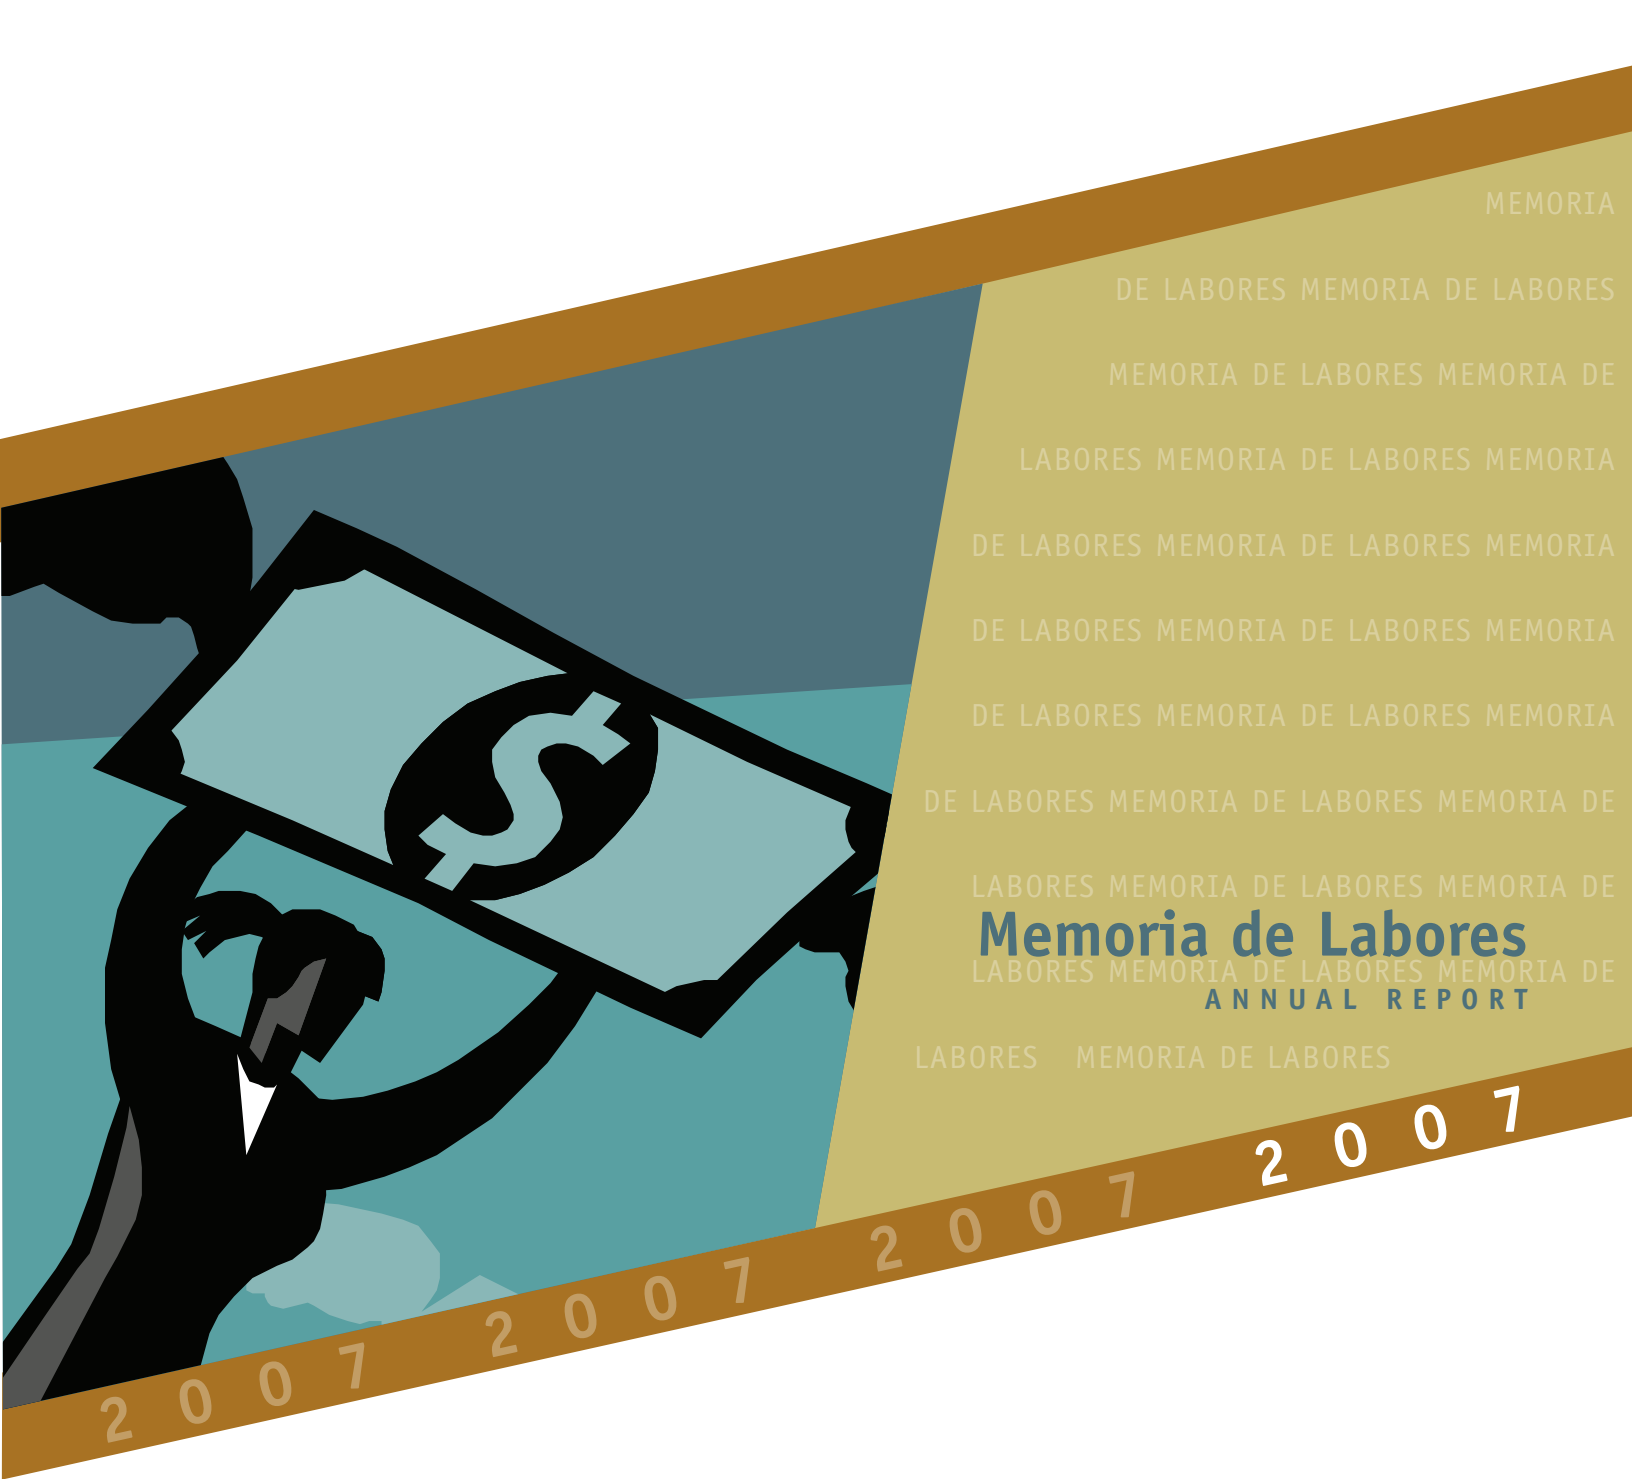 MEMORIA
DE LABORES MEMORIA DE LABORES
MEMORIA DE LABORES MEMORIA DE
LABORES MEMORIA DE LABORES MEMORIA
DE LABORES MEMORIA DE LABORES MEMORIA
DE LABORES MEMORIA DE LABORES MEMORIA
DE LABORES MEMORIA DE LABORES MEMORIA
DE LABORES MEMORIA DE LABORES MEMORIA DE
LABORES MEMORIA DE LABORES MEMORIA DE
Memoria de Labores
LABORES MEMORIA DE LABORES MEMORIA DE
ANNUAL REPORT
LABORES MEMORIA DE LABORES
2007 2007 2007 2007
$